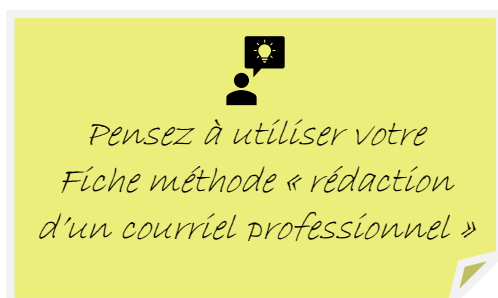 Pensez à utiliser votre
Fiche méthode « rédaction
d'un courriel professionnel »